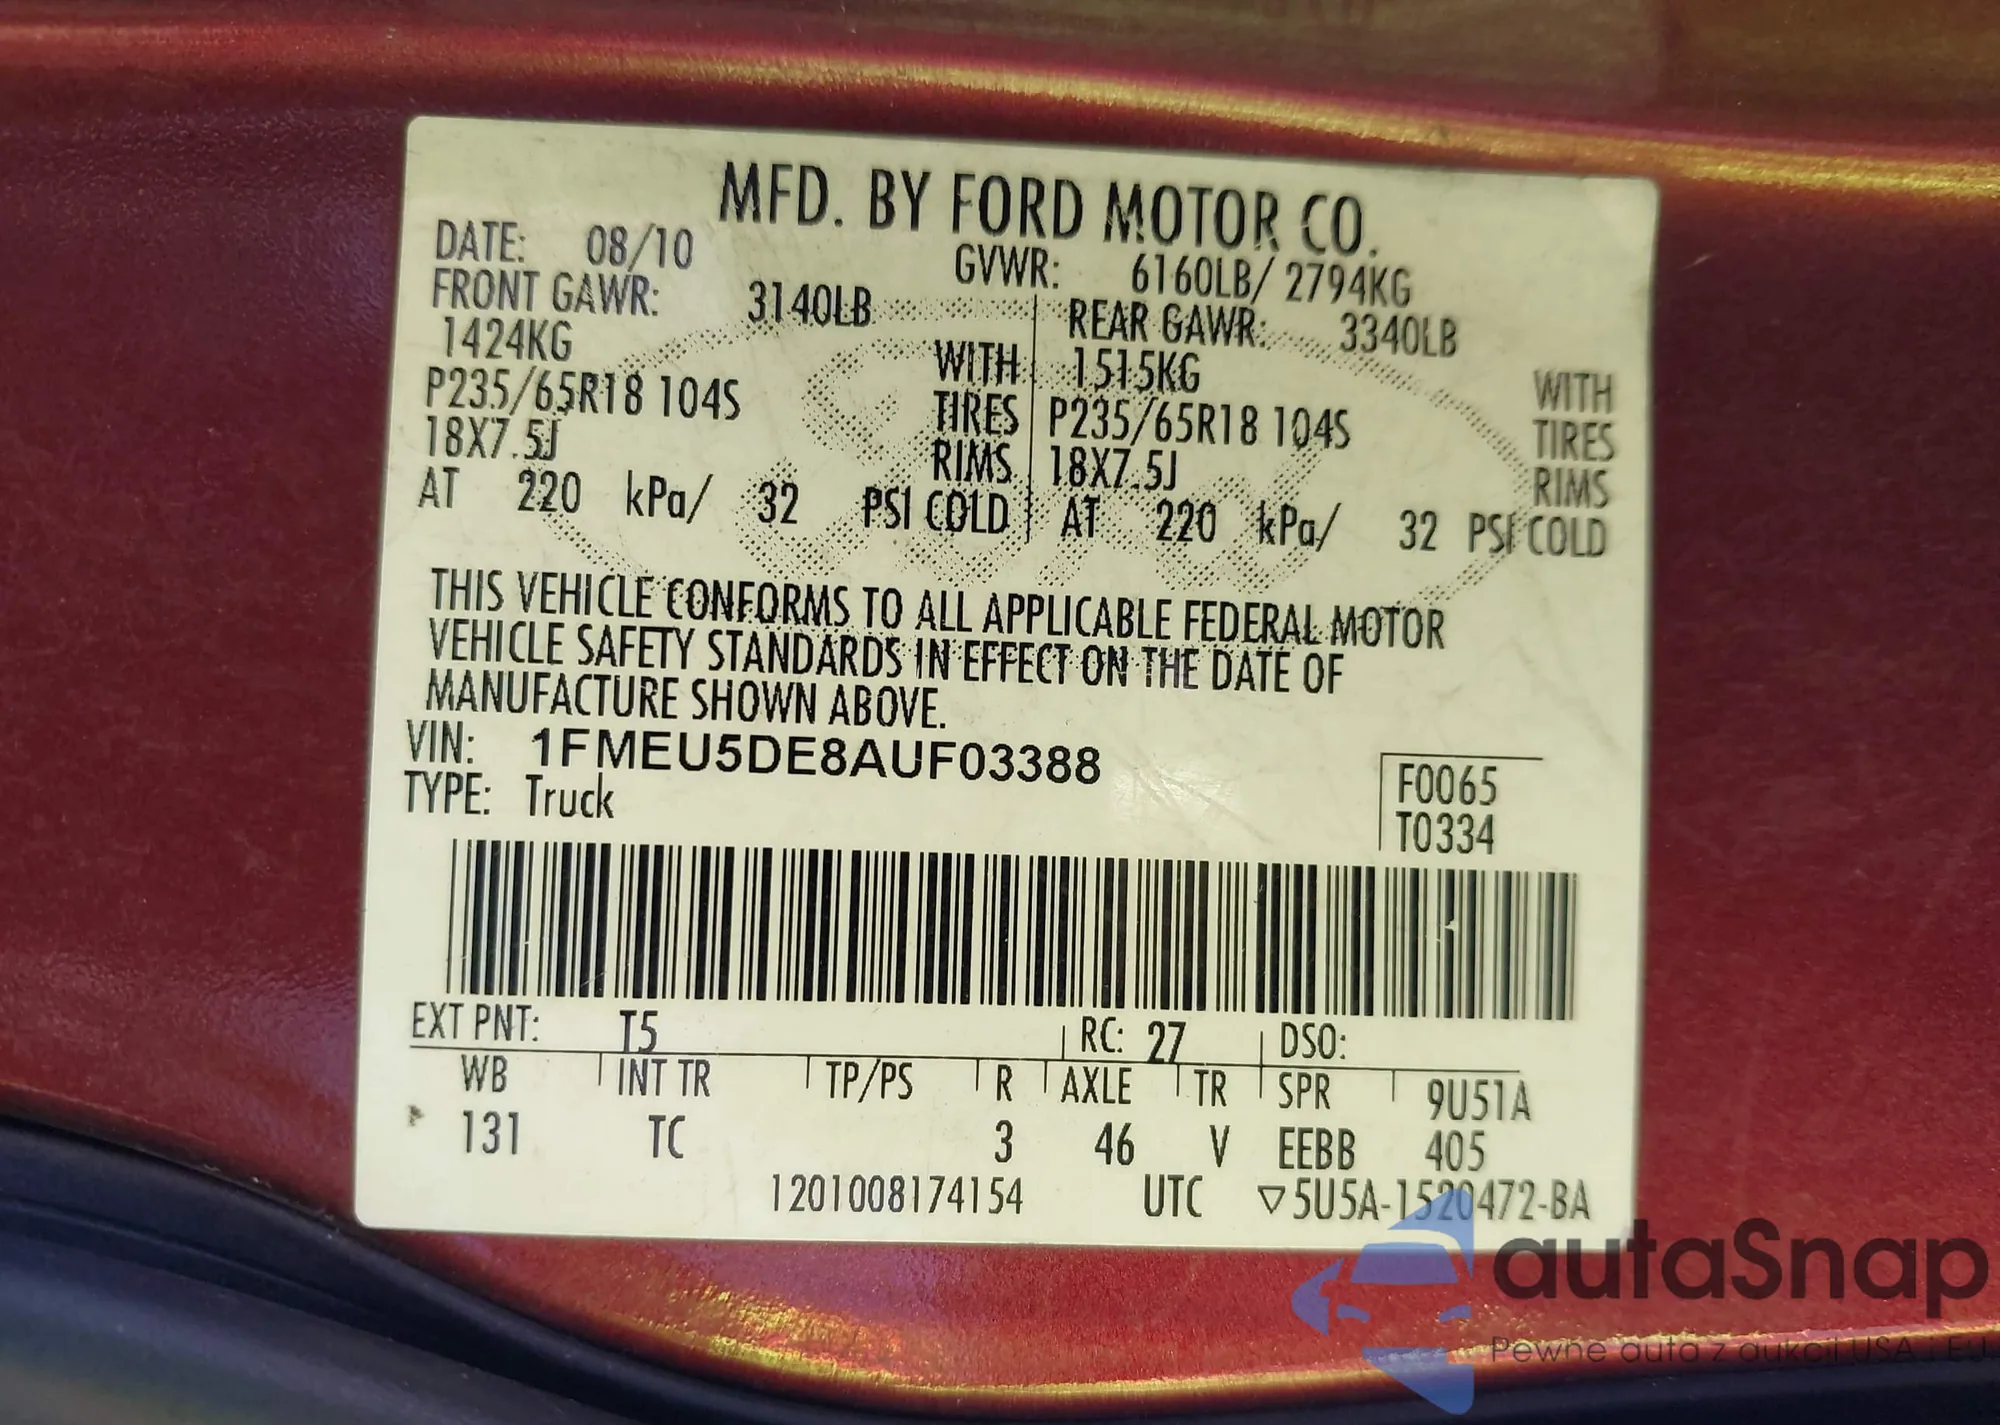 MFD. BY FORD MOTOR CO.
DATE: 08/10 GVWR: 6160LB/ 2794KG
FRONT GAWR: 3140LB REAR GAWR: 3340LB
1424KG WITH 1515KG WITH
P235/65R18 104S TIRES P235/65R18 104S TIRES
18X7.5J RIMS 18X7.5J RIMS
AT 220 kPa/ 32 PSI COLD AT 220 kPa/ 32 PSI COLD
THIS VEHICLE CONFORMS TO ALL APPLICABLE FEDERAL MOTOR
VEHICLE SAFETY STANDARDS IN EFFECT ON THE DATE OF
MANUFACTURE SHOWN ABOVE.
VIN: 1FMEU5DE8AUF03388
TYPE: Truck
F0065
T0334
EXT PNT: T5 RC: 27 DSO:
WB INT TR TP/PS R AXLE TR SPR 9U51A
131 TC 3 46 V EEBB 405
1201008174154 UTC ▽5U5A-1520472-BA
autaSnap
Pewne auta z aukcji USA i EU